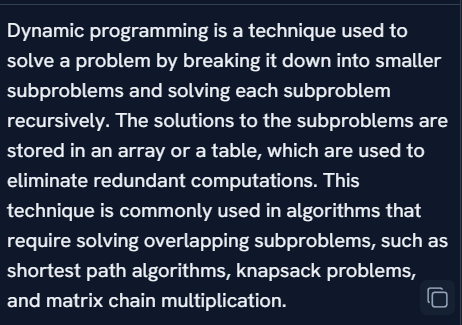 Dynamic programming is a technique used to
solve a problem by breaking it down into smaller
subproblems and solving each subproblem
recursively. The solutions to the subproblems are
stored in an array or a table, which are used to
eliminate redundant computations. This
technique is commonly used in algorithms that
require solving overlapping subproblems, such as
shortest path algorithms, knapsack problems,
and matrix chain multiplication.